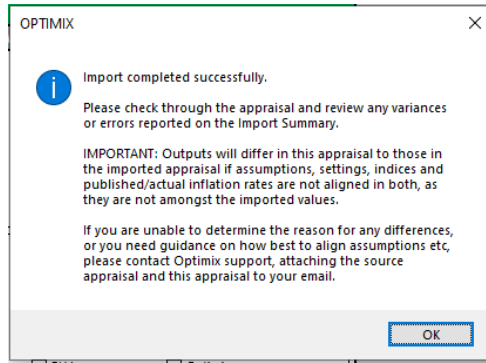 OPTIMIX
Import completed successfully.
Please check through the appraisal and review any variances
or errors reported on the Import Summary.
IMPORTANT: Outputs will differ in this appraisal to those in
the imported appraisal if assumptions, settings, indices and
published/actual inflation rates are not aligned in both, as
they are not amongst the imported values.
If you are unable to determine the reason for any differences,
or you need guidance on how best to align assumptions etc,
please contact Optimix support, attaching the source
appraisal and this appraisal to your email.
OK